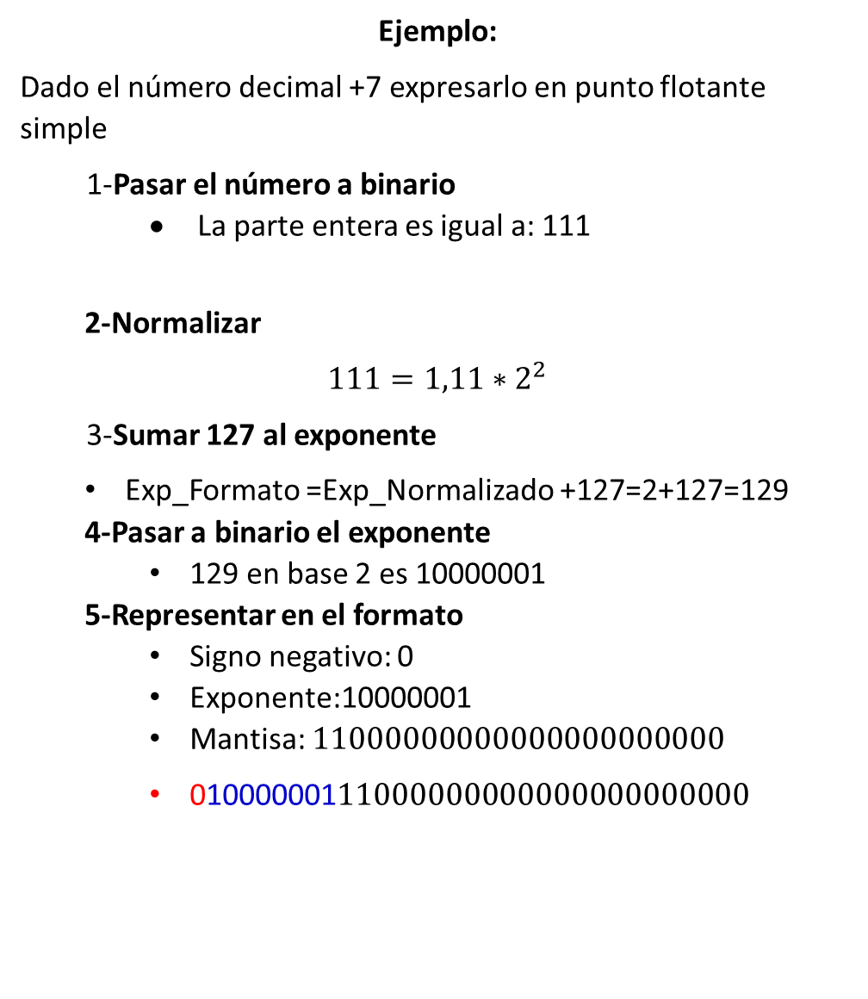 Ejemplo:
Dado el número decimal +7 expresarlo en punto flotante
simple
1-Pasar el número a binario
• La parte entera es igual a: 111
2-Normalizar
111 = 1,11 ∗ 2²
3-Sumar 127 al exponente
• Exp_Formato =Exp_Normalizado +127=2+127=129
4-Pasar a binario el exponente
• 129 en base 2 es 10000001
5-Representar en el formato
• Signo negativo: 0
• Exponente:10000001
• Mantisa: 11000000000000000000000
• 01000000111000000000000000000000